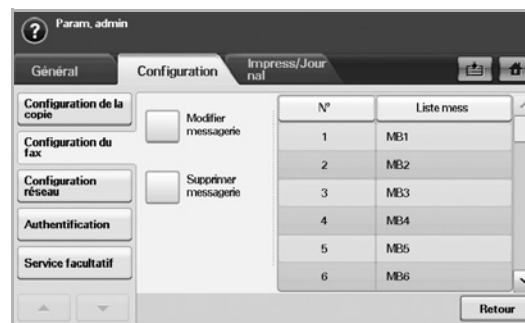 ?
Param. admin
Général
Configuration
Impress/Jour
nal
Configuration de la
copie
Configuration du
fax
Configuration
réseau
Authentification
Service facultatif
Modifier
messagerie
Supprimer
messagerie
N° Liste mess
1 MB1
2 MB2
3 MB3
4 MB4
5 MB5
6 MB6
Retour